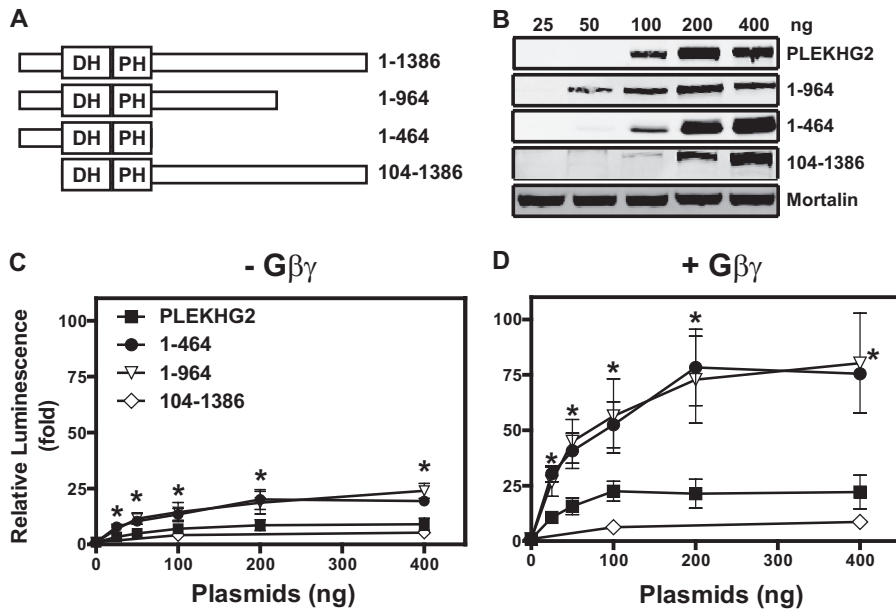 A
DH PH 1-1386
DH PH 1-964
DH PH 1-464
DH PH 104-1386
B
25 50 100 200 400 ng
PLEKHG2
1-964
1-464
104-1386
Mortalin
C
- Gβγ
Relative Luminescence
(fold)
100
75
50
25
0
PLEKHG2
1-464
1-964
104-1386
* * * * *
0 100 200 300 400
Plasmids (ng)
D
+ Gβγ
100
75
50
25
0
* * * * *
0 100 200 300 400
Plasmids (ng)